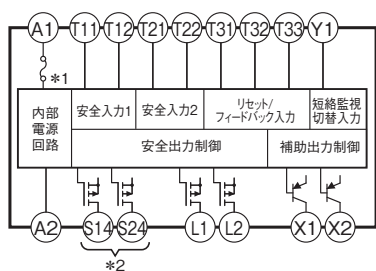 A1 T11 T12 T21 T22 T31 T32 T33 Y1
*1
内部
電源
回路
安全入力1
安全入力2
リセット/
フィードバック入力
短絡監視
切替入力
安全出力制御
補助出力制御
A2 S14 S24 L1 L2 X1 X2
*2